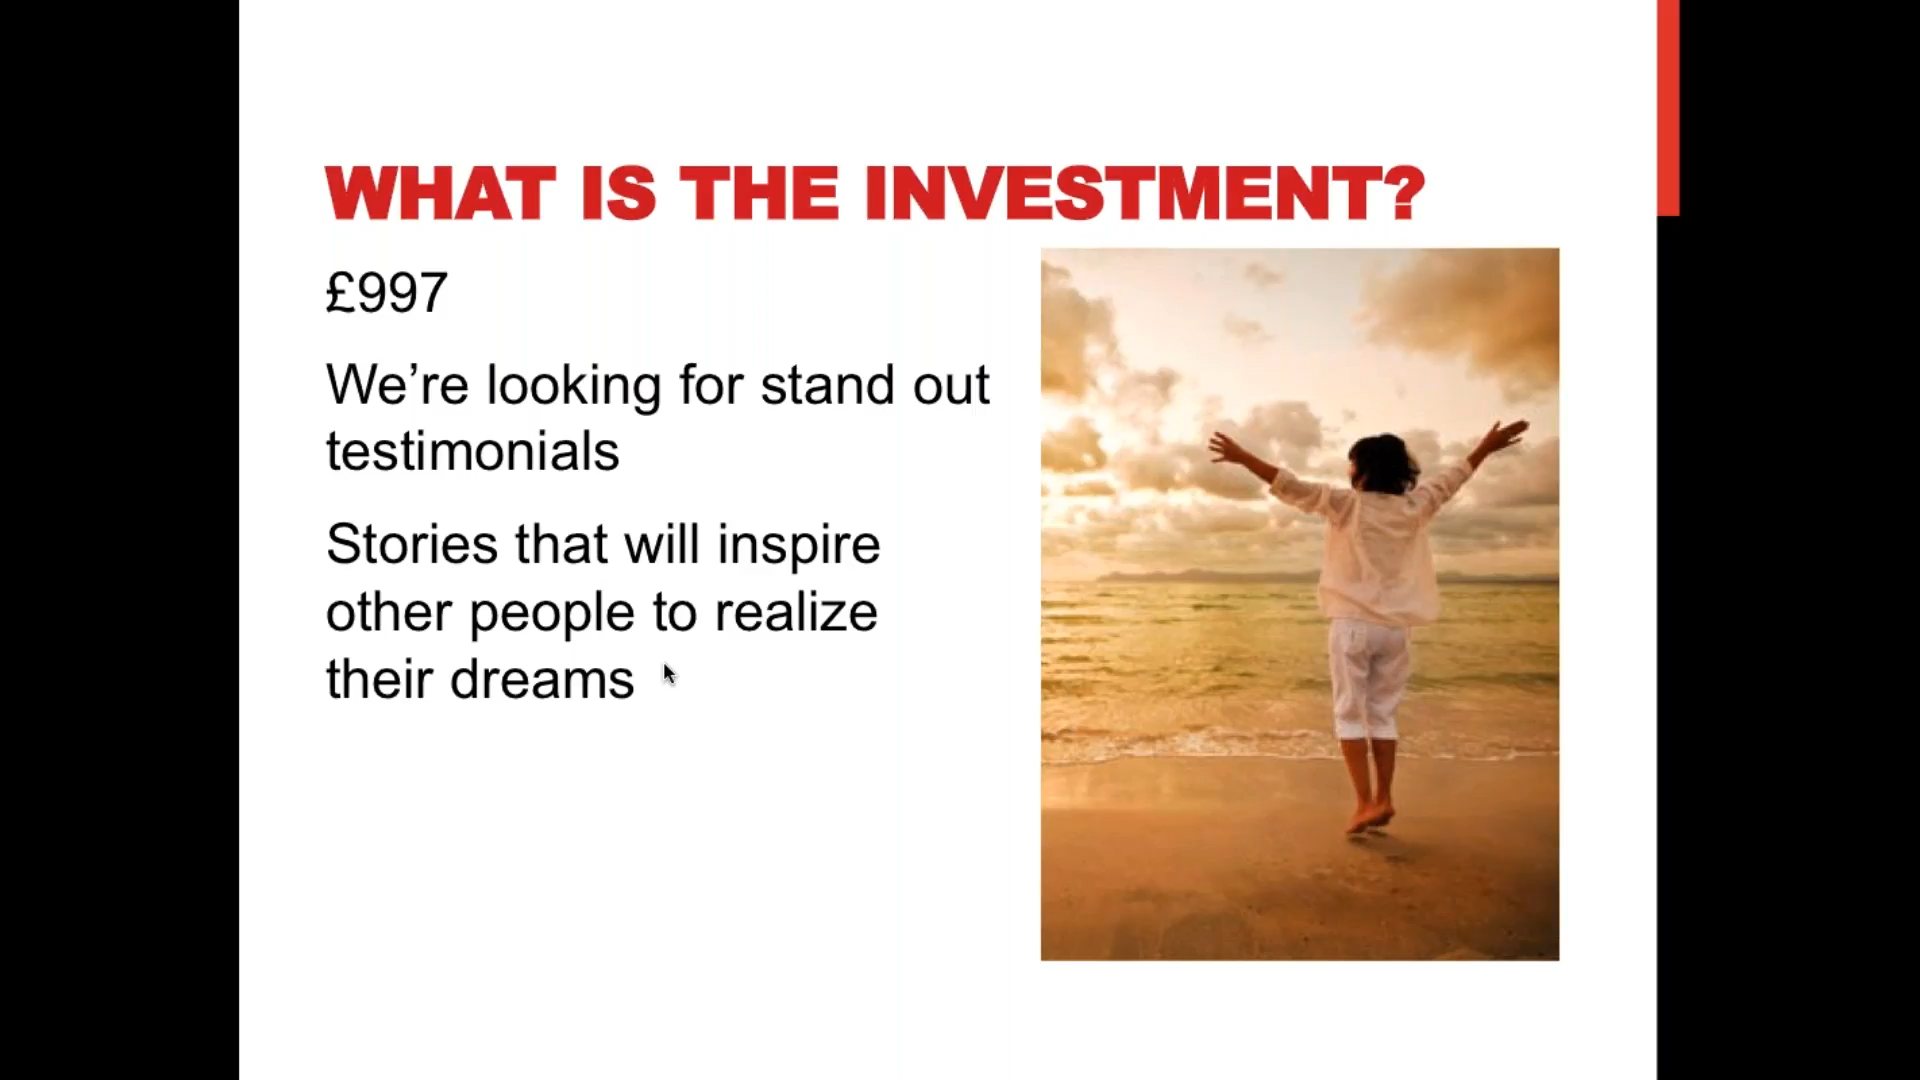 WHAT IS THE INVESTMENT?
£997
We’re looking for stand out
testimonials
Stories that will inspire
other people to realize
their dreams